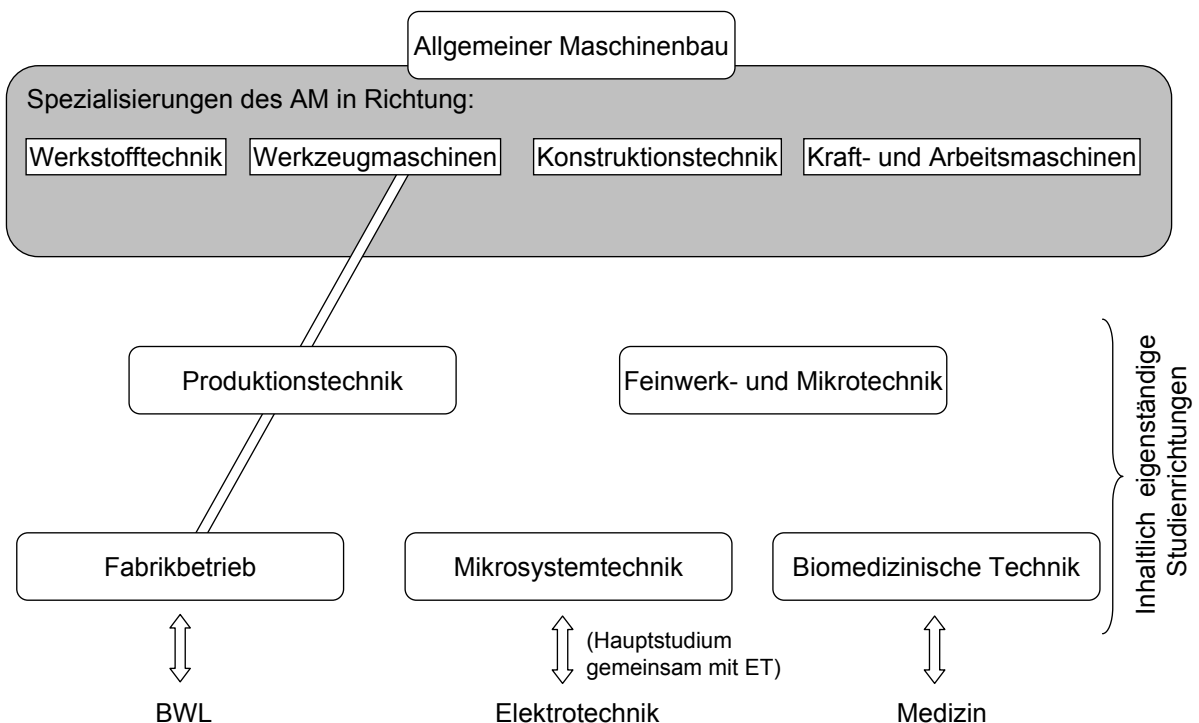 Allgemeiner Maschinenbau
Spezialisierungen des AM in Richtung:
Werkstofftechnik
Werkzeugmaschinen
Konstruktionstechnik
Kraft- und Arbeitsmaschinen
Produktionstechnik
Feinwerk- und Mikrotechnik
Inhaltlich eigenständige
Studienrichtungen
Fabrikbetrieb
Mikrosystemtechnik
Biomedizinische Technik
(Hauptstudium
gemeinsam mit ET)
BWL
Elektrotechnik
Medizin